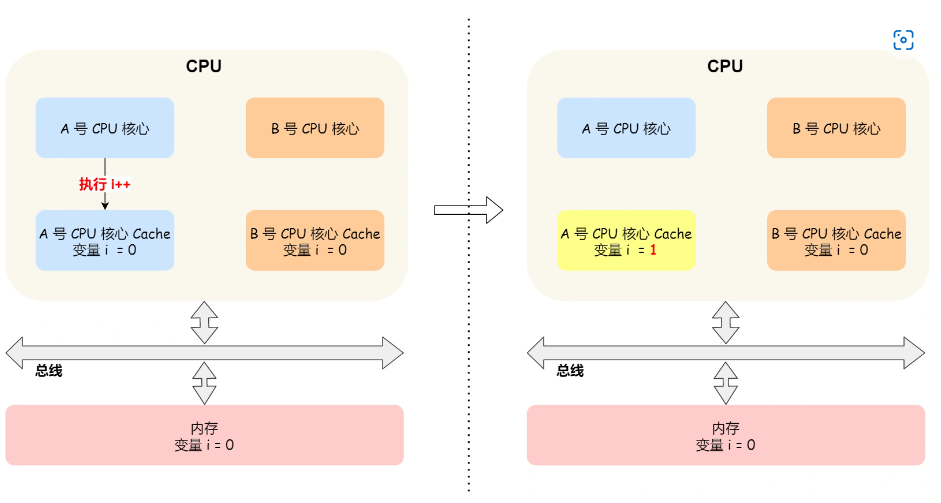 CPU
A 号 CPU 核心
B 号 CPU 核心
执行 i++
A 号 CPU 核心 Cache
变量 i = 0
B 号 CPU 核心 Cache
变量 i = 0
总线
内存
变量 i = 0
CPU
A 号 CPU 核心
B 号 CPU 核心
A 号 CPU 核心 Cache
变量 i = 1
B 号 CPU 核心 Cache
变量 i = 0
总线
内存
变量 i = 0